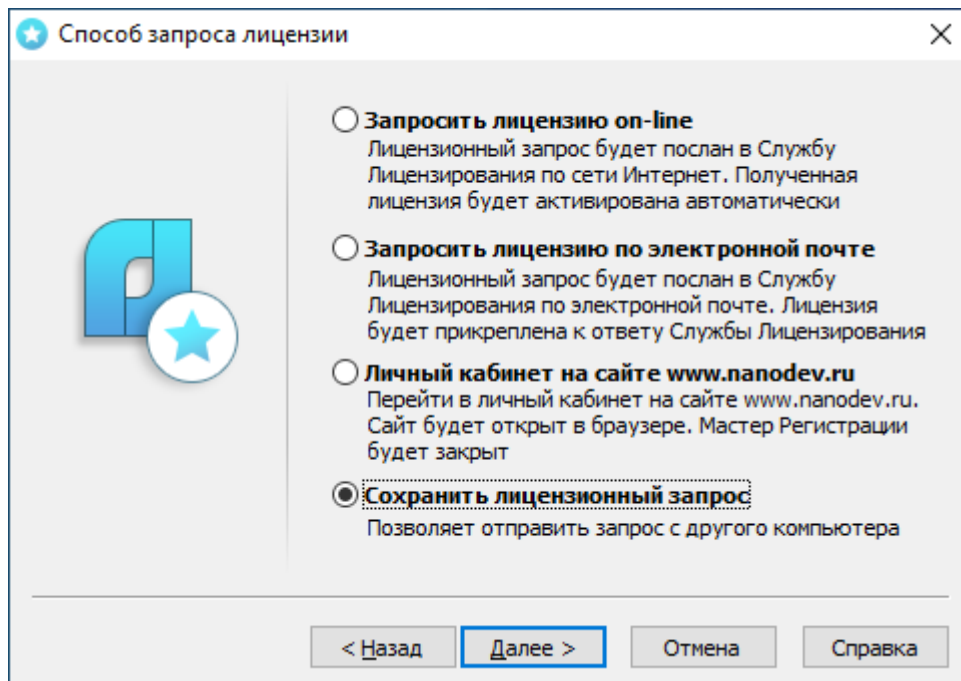 Способ запроса лицензии
Запросить лицензию on-line
Лицензионный запрос будет послан в Службу
Лицензирования по сети Интернет. Полученная
лицензия будет активирована автоматически
Запросить лицензию по электронной почте
Лицензионный запрос будет послан в Службу
Лицензирования по электронной почте. Лицензия
будет прикреплена к ответу Службы Лицензирования
Личный кабинет на сайте www.nanodev.ru
Перейти в личный кабинет на сайте www.nanodev.ru.
Сайт будет открыт в браузере. Мастер Регистрации
будет закрыт
Сохранить лицензионный запрос
Позволяет отправить запрос с другого компьютера
< Назад Далее > Отмена Справка